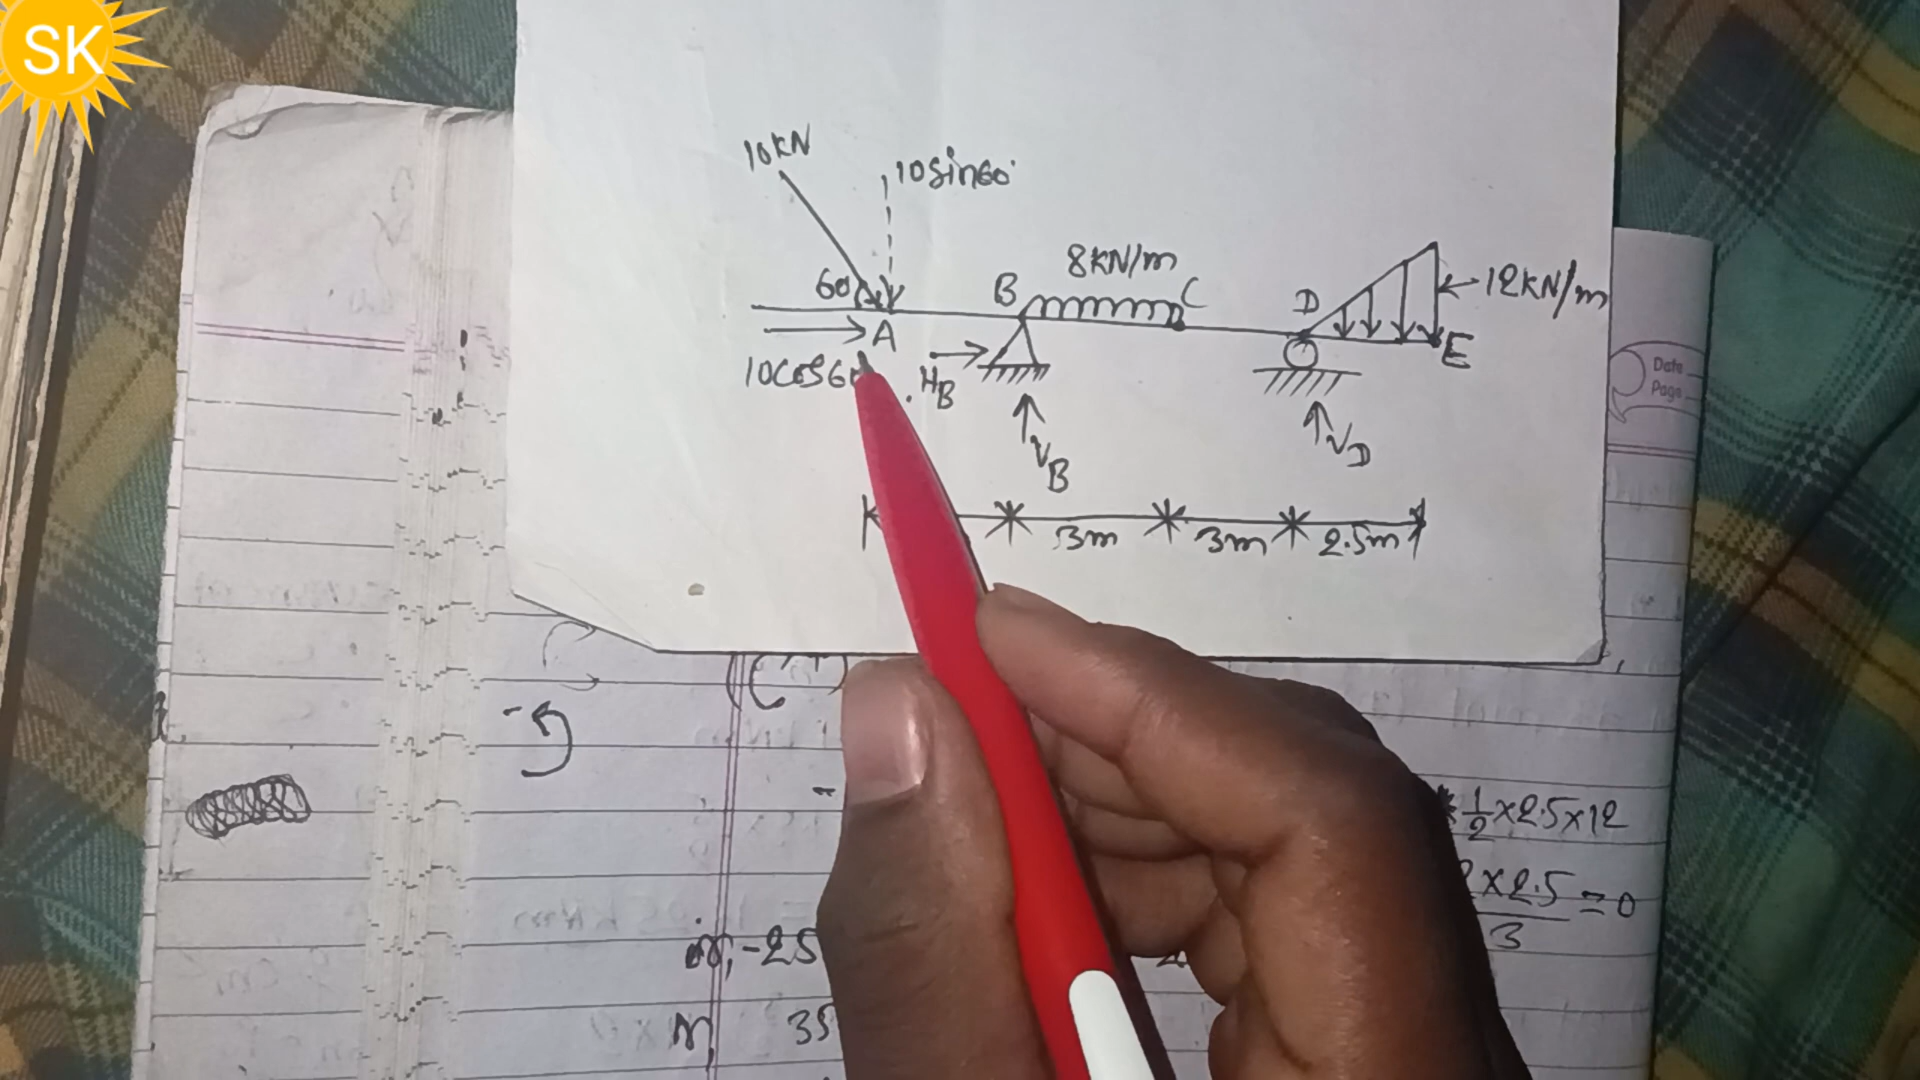 SK
10KN
10sin60°
8KN/m
60
B
C
D
12KN/m
A
E
10cos60
HB
VB
VD
3m 3m 2.5m
Date
Page
1/2 × 2.5 × 12
× 2.5 = 0
3
-25
35